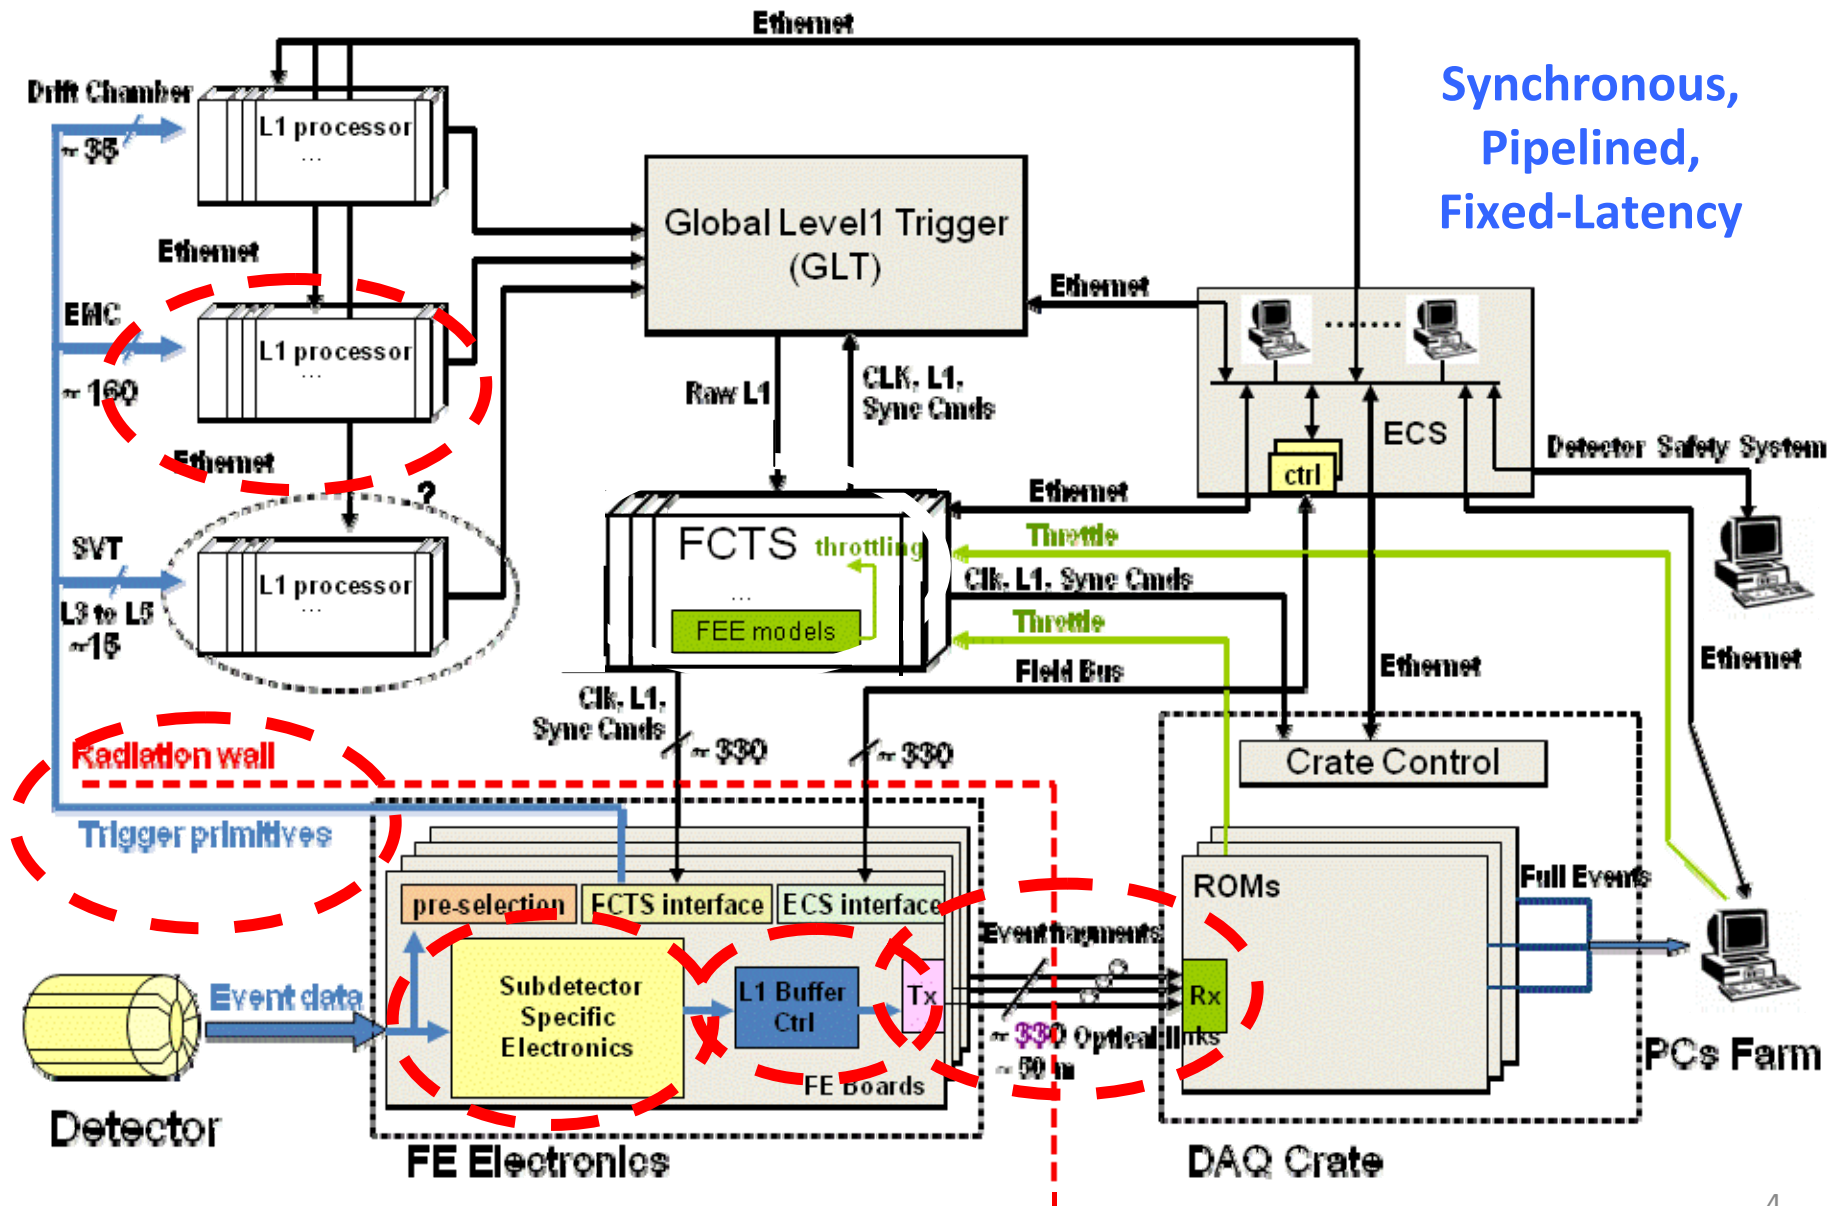 Ethernet
Synchronous,
Pipelined,
Fixed-Latency
Drift Chamber
~ 35
L1 processor
...
Ethernet
Global Level1 Trigger
(GLT)
EMC
~ 160
L1 processor
...
Ethernet
Ethernet
Raw L1
CLK, L1,
Sync Cmds
ECS
ctrl
Detector Safety System
?
SVT
L3 to L5
~15
L1 processor
...
FCTS
throttling
...
FEE models
Ethernet
Throttle
Clk, L1, Sync Cmds
Throttle
Field Bus
Ethernet
Ethernet
Clk, L1,
Sync Cmds
~ 330
~ 330
Radiation wall
Trigger primitives
Crate Control
pre-selection
FCTS interface
ECS interface
Subdetector
Specific
Electronics
L1 Buffer
Ctrl
Tx
FE Boards
Event data
Detector
FE Electronics
Event fragments
~ 330 Optical links
~ 50 m
ROMs
Rx
Full Events
DAQ Crate
PCs Farm
4